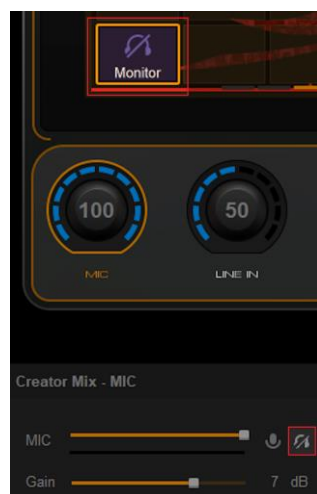 Monitor
100
50
MIC
LINE IN
Creator Mix - MIC
MIC
Gain 7 dB